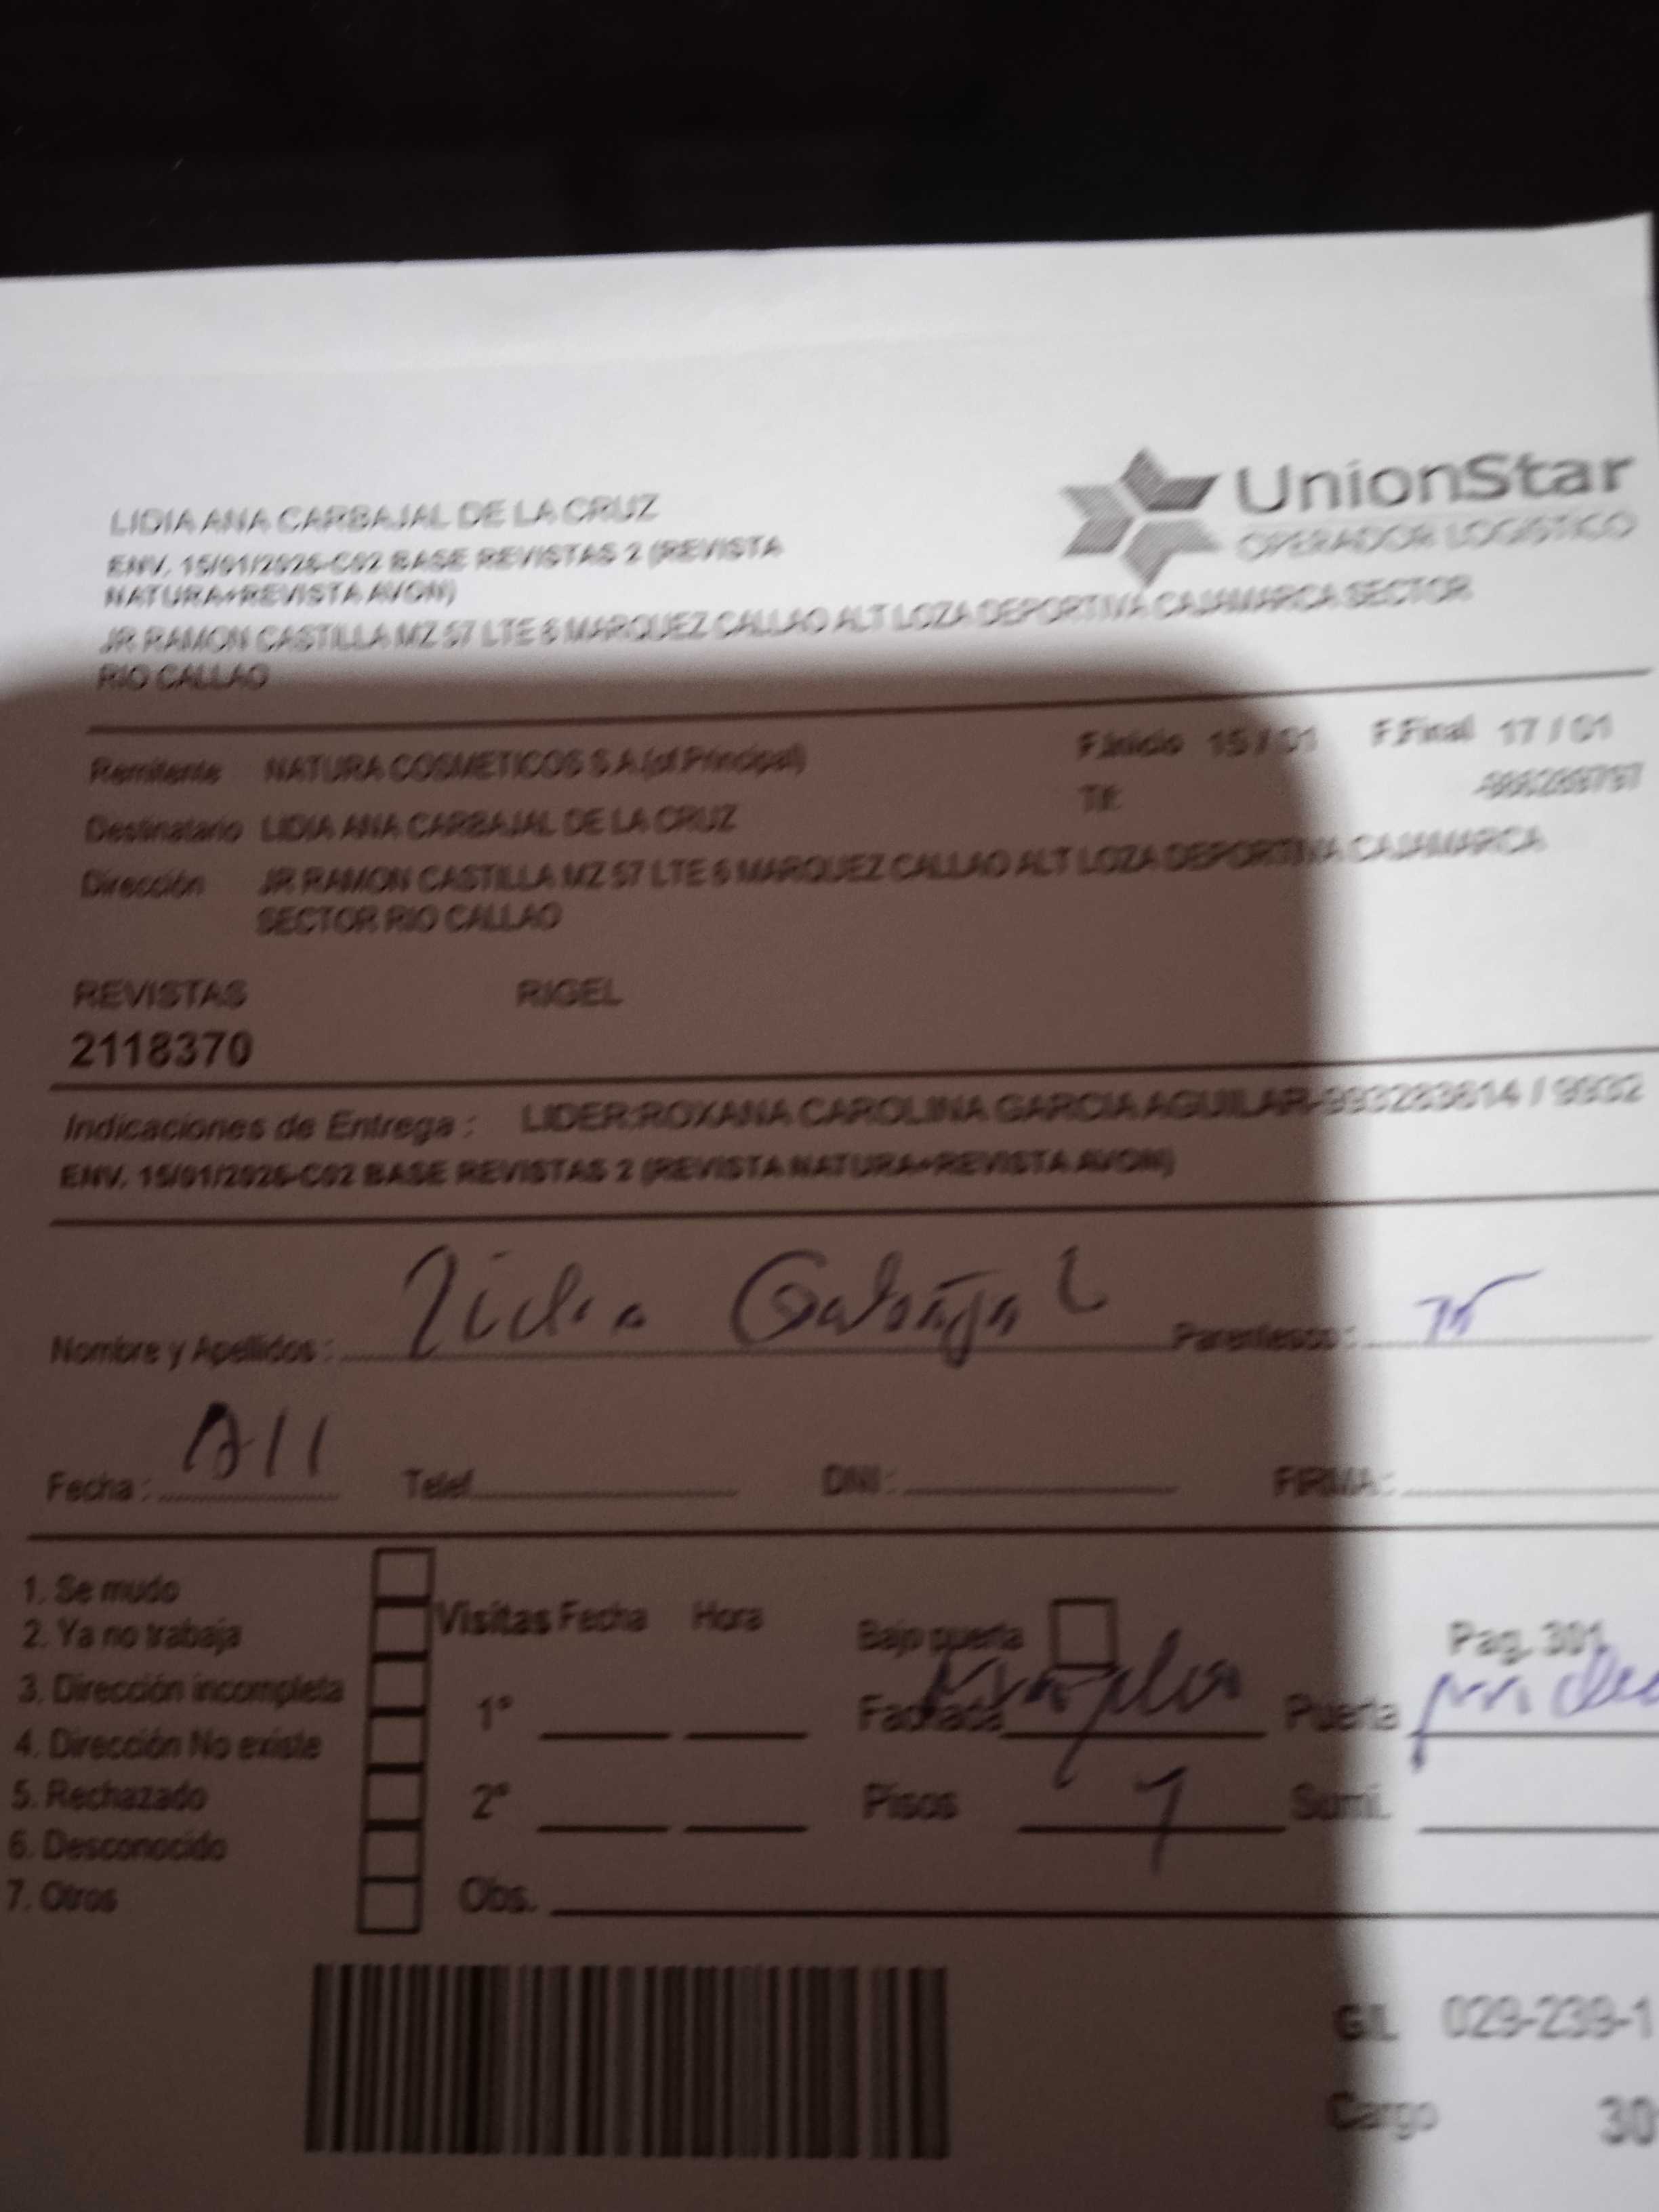 UnionStar
OPERADOR LOGISTICO
LIDIA ANA CARBAJAL DE LA CRUZ
ENV. 15/01/2026-C02 BASE REVISTAS 2 (REVISTA
NATURA+REVISTA AVON)
JR RAMON CASTILLA MZ 57 LTE 6 MARQUEZ CALLAO ALT LOZA DEPORTIVA CAJAMARCA SECTOR
RIO CALLAO
Remitente NATURA COSMETICOS S.A.(of.Principal) F.Inicio 15 / 01 F.Final 17 / 01
Destinatario LIDIA ANA CARBAJAL DE LA CRUZ Tlf:
Dirección JR RAMON CASTILLA MZ 57 LTE 6 MARQUEZ CALLAO ALT LOZA DEPORTIVA CAJAMARCA
SECTOR RIO CALLAO
REVISTAS RIGEL
2118370
Indicaciones de Entrega : LIDER:ROXANA CAROLINA GARCIA AGUILAR-993283614 / 9932
ENV. 15/01/2026-C02 BASE REVISTAS 2 (REVISTA NATURA+REVISTA AVON)
Nombre y Apellidos : Lidia Carbajal Parentesco :
Fecha : Telef. DNI : FIRMA :
1. Se mudo
2. Ya no trabaja
3. Dirección incompleta
4. Dirección No existe
5. Rechazado
6. Desconocido
7. Otros
Visitas Fecha Hora
1°
2°
Obs.
Bajo puerta Pag. 301
Fachada Puerta
Pisos 1 Sumi.
G/L 029-239-1
Cargo 30